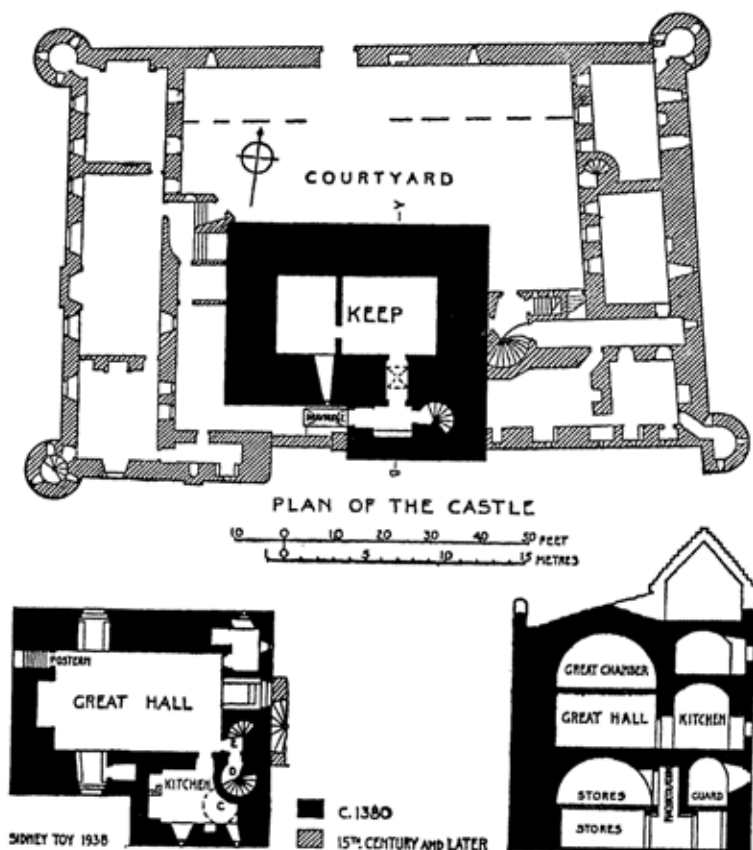 COURTYARD
Y
KEEP
PLAN OF THE CASTLE
10 0 10 20 30 40 50 FEET
0 5 10 15 METRES
POSTERN
GREAT HALL
E
D
KITCHEN
C
SIDNEY TOY 1938
C.1380
15TH CENTURY AND LATER
GREAT CHAMBER
GREAT HALL
KITCHEN
STORES
GUARD
STORES